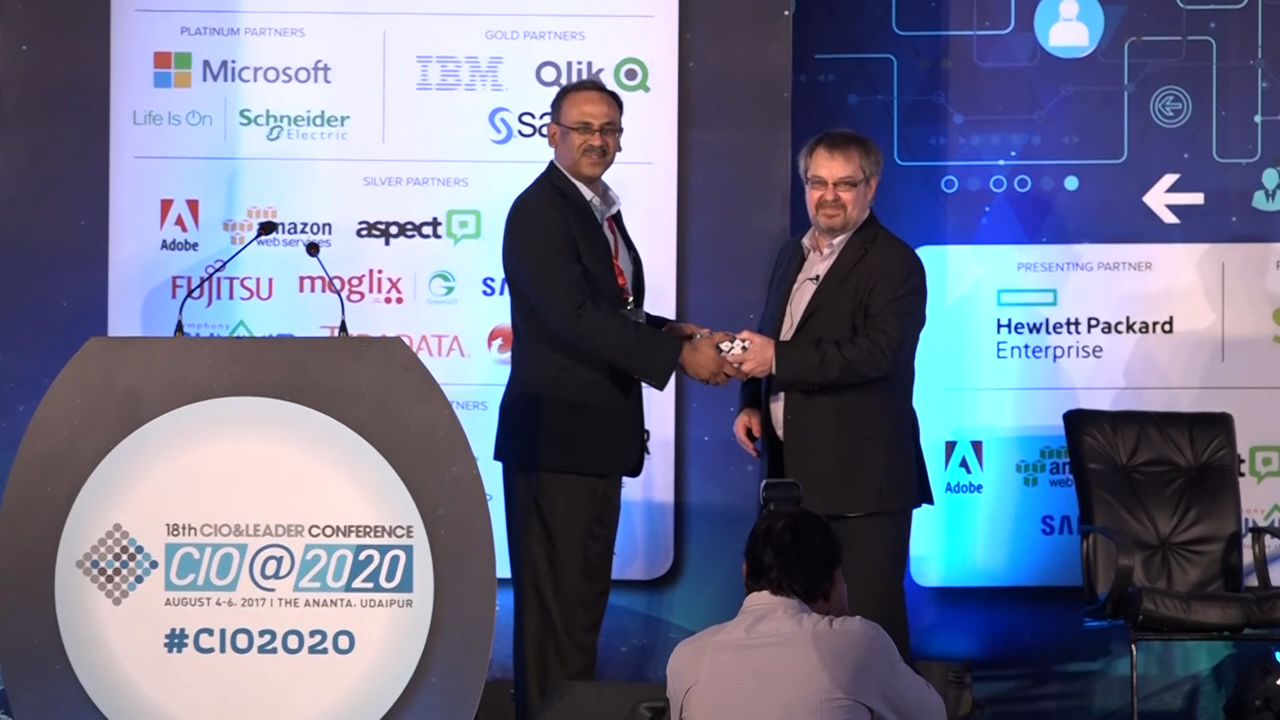 PLATINUM PARTNERS
GOLD PARTNERS
Microsoft
IBM
Qlik
Life Is On
Schneider
Electric
SILVER PARTNERS
Adobe
amazon
web services
aspect
FUJITSU
moglix
PRESENTING PARTNER
Hewlett Packard
Enterprise
Adobe
web
18th CIO&LEADER CONFERENCE
CIO@2020
AUGUST 4-6, 2017 | THE ANANTA, UDAIPUR
#CIO2020